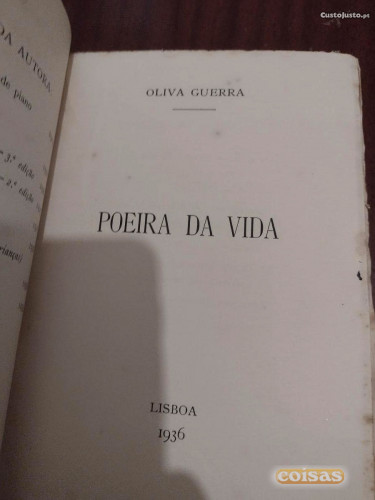 DA AUTORA:
de piano
— 3.ª edição
— 2.ª edição
OLIVA GUERRA
POEIRA DA VIDA
LISBOA
1936
CustoJusto.pt
coisas